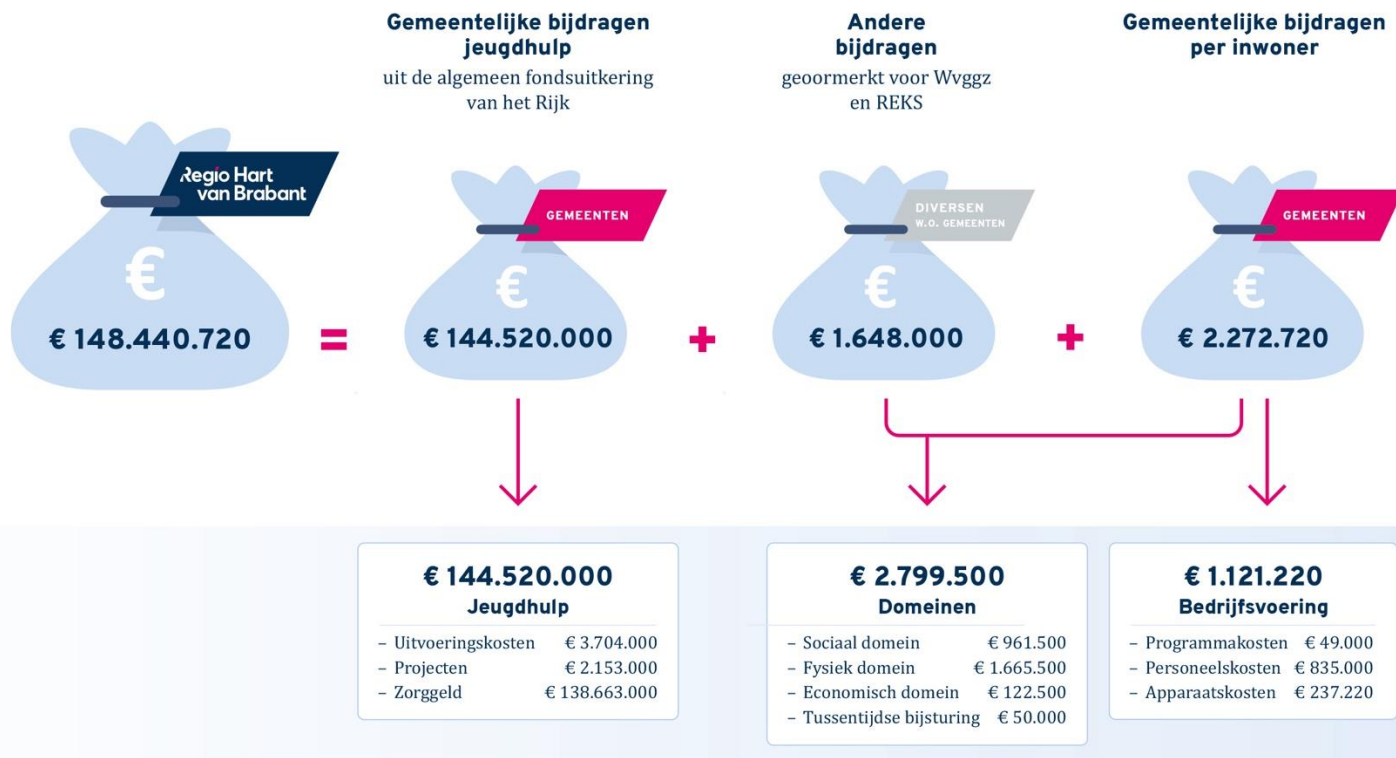 Gemeentelijke bijdragen
jeugdhulp
uit de algemeen fondsuitkering
van het Rijk
Andere
bijdragen
geoormerkt voor Wvggz
en REKS
Gemeentelijke bijdragen
per inwoner
Regio Hart
van Brabant
€
€ 148.440.720
=
GEMEENTEN
€
€ 144.520.000
+
DIVERSEN
W.O. GEMEENTEN
€
€ 1.648.000
+
GEMEENTEN
€
€ 2.272.720
€ 144.520.000
Jeugdhulp
– Uitvoeringskosten € 3.704.000
– Projecten € 2.153.000
– Zorggeld € 138.663.000
€ 2.799.500
Domeinen
– Sociaal domein € 961.500
– Fysiek domein € 1.665.500
– Economisch domein € 122.500
– Tussentijdse bijsturing € 50.000
€ 1.121.220
Bedrijfsvoering
– Programmakosten € 49.000
– Personeelskosten € 835.000
– Apparaatskosten € 237.220